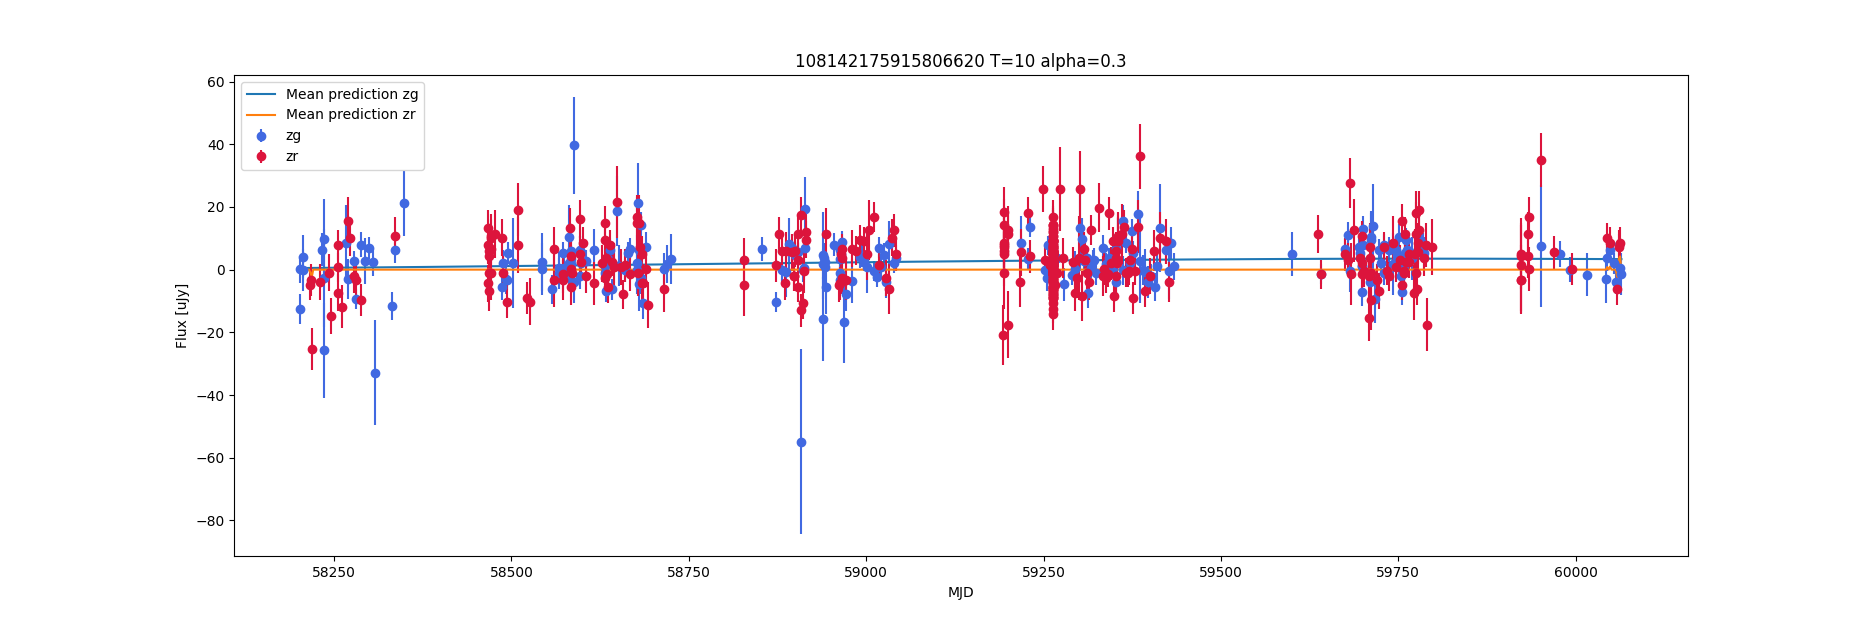 108142175915806620 T=10 alpha=0.3
Mean prediction zg
Mean prediction zr
zg
zr
60
40
20
0
−20
−40
−60
−80
Flux [uJy]
58250 58500 58750 59000 59250 59500 59750 60000
MJD